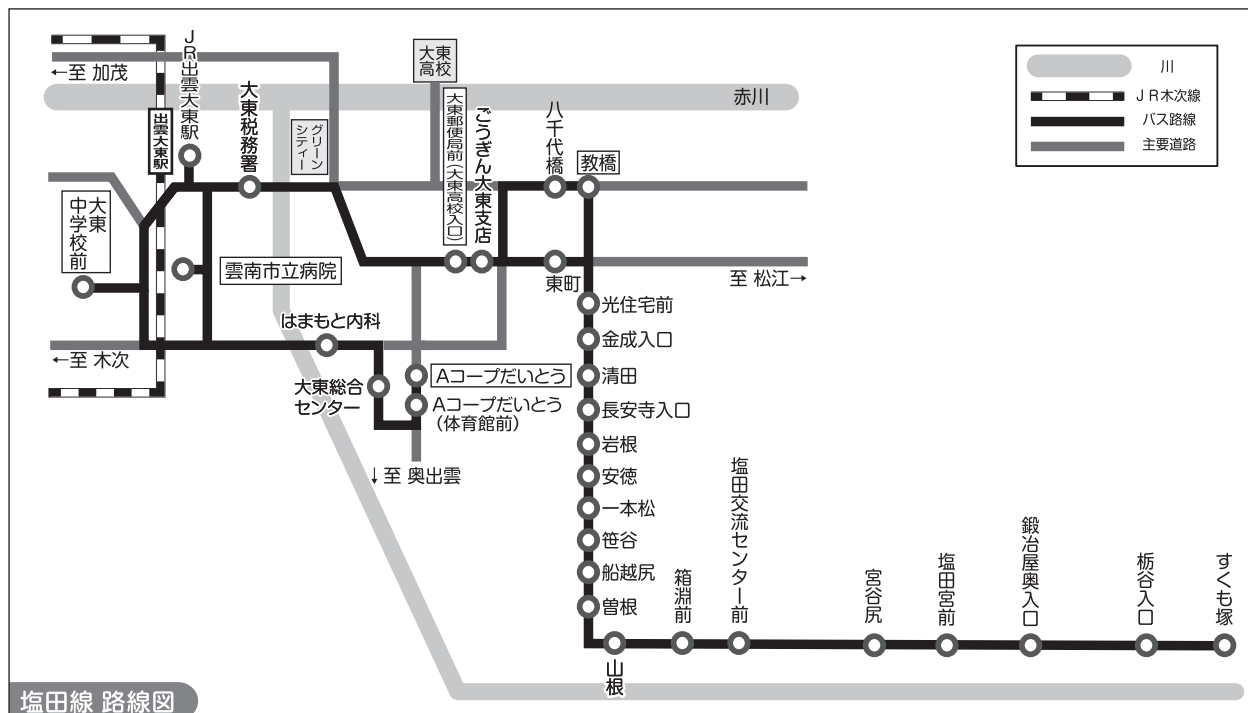 ←至 加茂
JR出雲大東駅
出雲大東駅
大東税務署
グリーン
シティー
大東
高校
大東郵便局前(大東高校入口)
ごうぎん大東支店
八千代橋
教橋
赤川
川
JR木次線
バス路線
主要道路
大東
中学校前
雲南市立病院
東町
至 松江→
←至 木次
はまもと内科
大東総合
センター
Aコープだいとう
Aコープだいとう
(体育館前)
↓至 奥出雲
光住宅前
金成入口
清田
長安寺入口
岩根
安徳
一本松
笹谷
船越尻
曽根
山根
箱淵前
塩田交流センター前
宮谷尻
塩田宮前
鍛冶屋奥入口
栃谷入口
すくも塚
塩田線 路線図